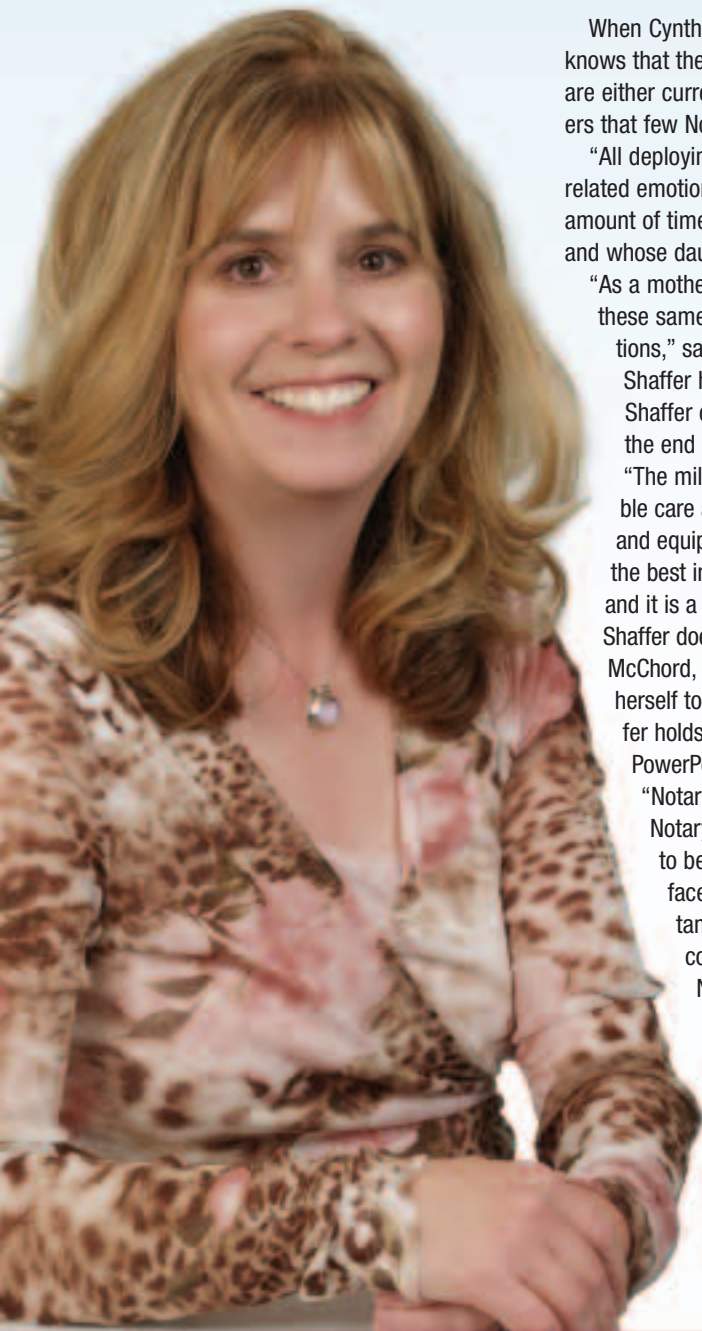 When Cynth
knows that the
are either curre
ers that few No
“All deployin
related emotion
amount of time
and whose dau
“As a mothe
these same
tions,” sa
Shaffer h
Shaffer o
the end
“The mil
ble care a
and equip
the best in
and it is a
Shaffer doe
McChord,
herself to
fer holds
PowerPo
“Notar
Notary
to be
face
tan
co
N